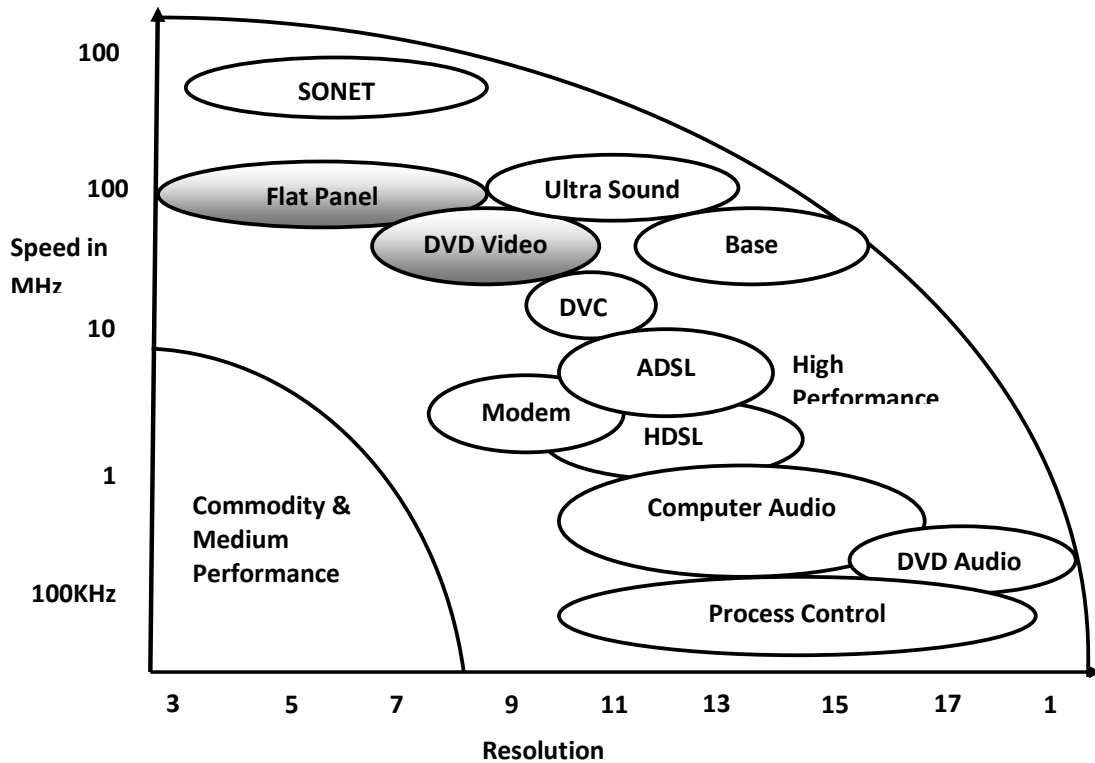 100
SONET
100
Flat Panel
Ultra Sound
Speed in
MHz
DVD Video
Base
DVC
10
ADSL
High
Performance
Modem
HDSL
1
Commodity &
Medium
Performance
Computer Audio
DVD Audio
100KHz
Process Control
3 5 7 9 11 13 15 17 1
Resolution